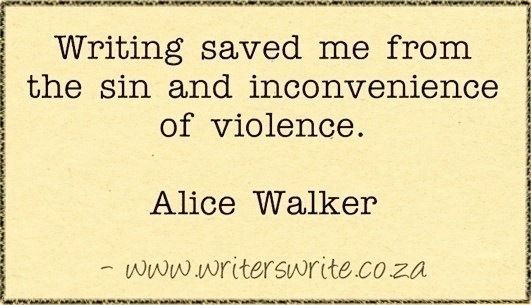 Writing saved me from
the sin and inconvenience
of violence.
Alice Walker
- www.writerswrite.co.za